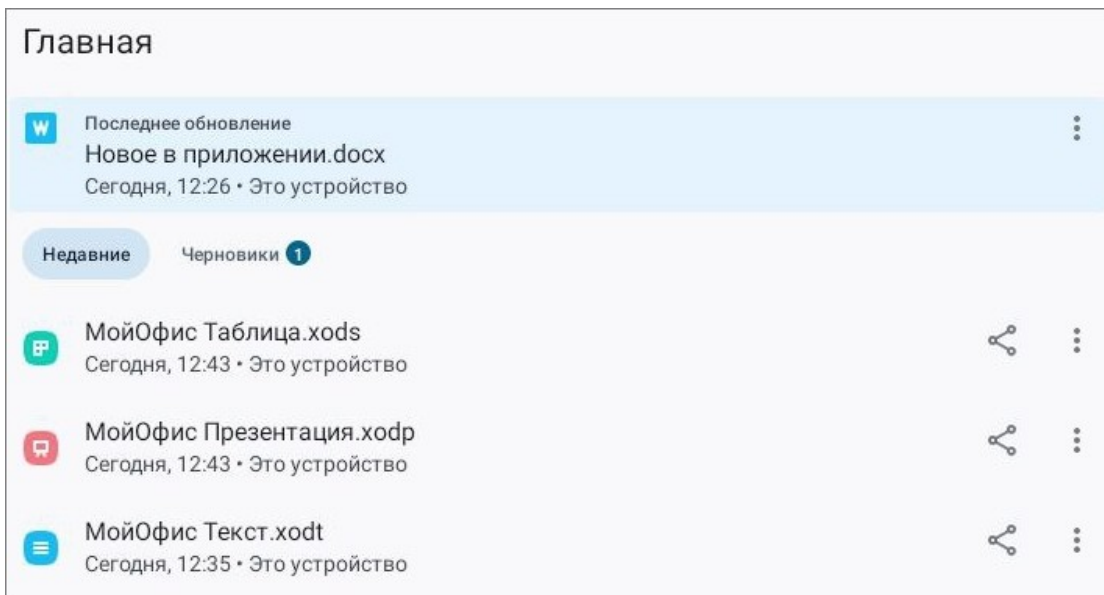 Главная
Последнее обновление
Новое в приложении.docx
Сегодня, 12:26 • Это устройство
Недавние Черновики 1
МойОфис Таблица.xods
Сегодня, 12:43 • Это устройство
МойОфис Презентация.xodp
Сегодня, 12:43 • Это устройство
МойОфис Текст.xodt
Сегодня, 12:35 • Это устройство